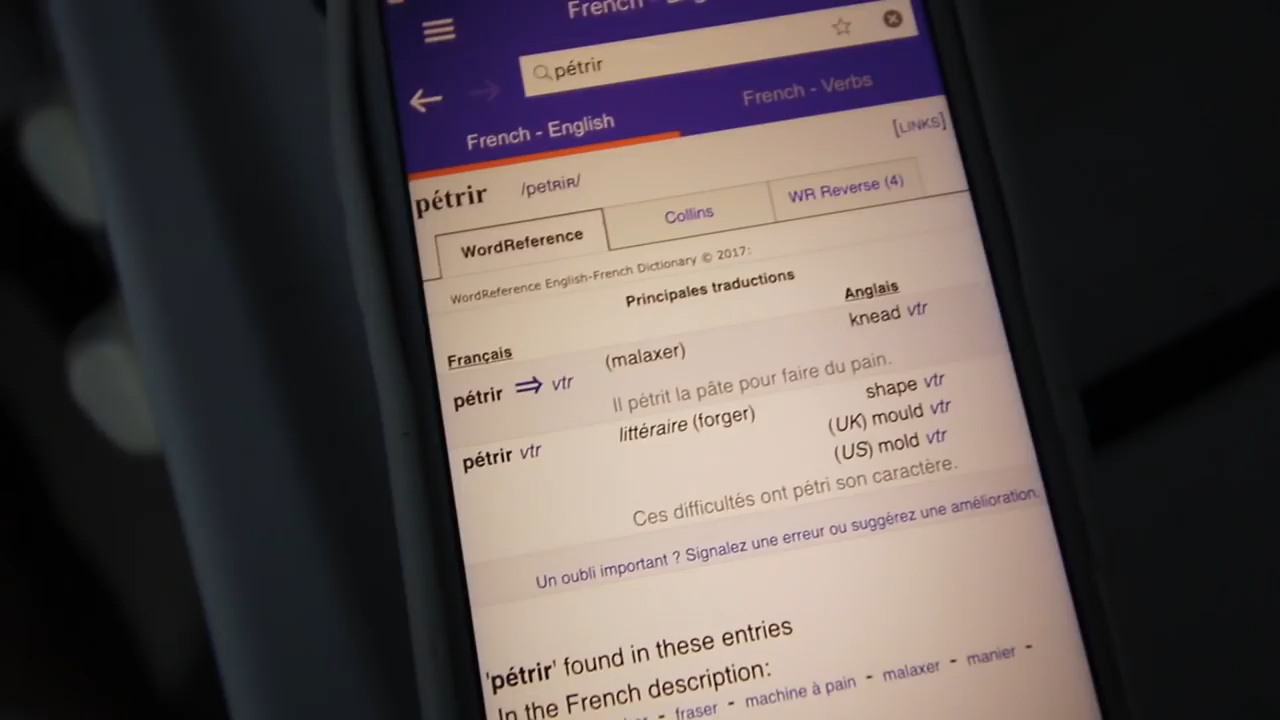 French -
pétrir
French - English
French - Verbs
[LINKS]
pétrir /petʀiʀ/
WordReference
Collins
WR Reverse (4)
WordReference English-French Dictionary © 2017:
Principales traductions
Français
Anglais
pétrir ⇒ vtr (malaxer) knead vtr
Il pétrit la pâte pour faire du pain.
pétrir vtr littéraire (forger) shape vtr
(UK) mould vtr
(US) mold vtr
Ces difficultés ont pétri son caractère.
Un oubli important ? Signalez une erreur ou suggérez une amélioration.
'pétrir' found in these entries
In the French description:
- fraser - machine à pain - malaxer - manier -